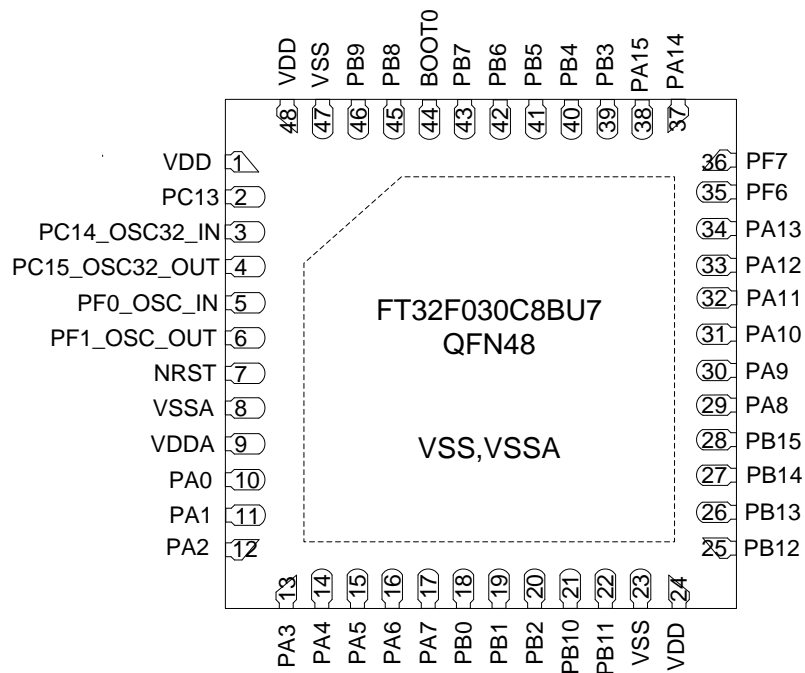 VDD
VSS
PB9
PB8
BOOT0
PB7
PB6
PB5
PB4
PB3
PA15
PA14
48
47
46
45
44
43
42
41
40
39
38
37
VDD 1
PC13 2
PC14_OSC32_IN 3
PC15_OSC32_OUT 4
PF0_OSC_IN 5
PF1_OSC_OUT 6
NRST 7
VSSA 8
VDDA 9
PA0 10
PA1 11
PA2 12
FT32F030C8BU7
QFN48
VSS,VSSA
36 PF7
35 PF6
34 PA13
33 PA12
32 PA11
31 PA10
30 PA9
29 PA8
28 PB15
27 PB14
26 PB13
25 PB12
13
14
15
16
17
18
19
20
21
22
23
24
PA3
PA4
PA5
PA6
PA7
PB0
PB1
PB2
PB10
PB11
VSS
VDD